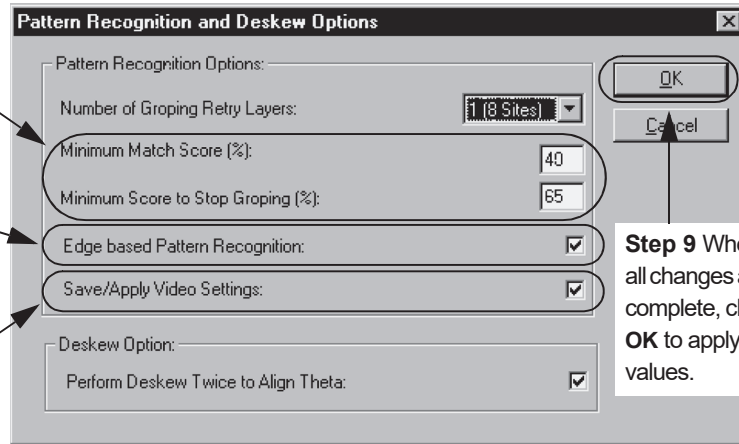 Pattern Recognition and Deskew Options
Pattern Recognition Options:
OK
Number of Groping Retry Layers:
1 (8 Sites)
Cancel
Minimum Match Score (%):
40
Minimum Score to Stop Groping (%):
65
Edge based Pattern Recognition:
Save/Apply Video Settings:
Step 9
all changes
complete,
OK to apply
values.
Deskew Option:
Perform Deskew Twice to Align Theta: